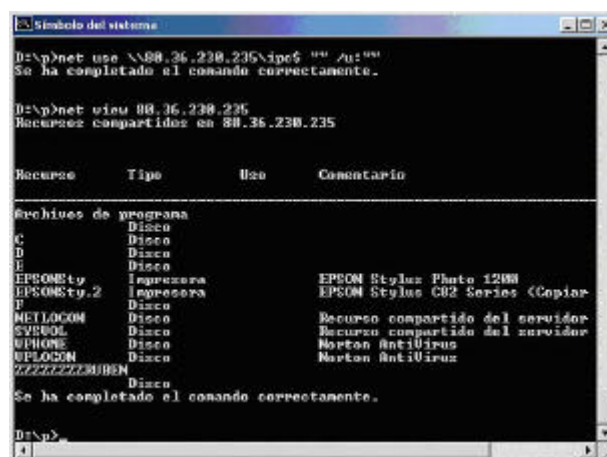 Símbolo del sistema
D:\p>net use \\80.36.230.235\ipc$ "" /u:""
Se ha completado el comando correctamente.
D:\p>net view 80.36.230.235
Recursos compartidos en 80.36.230.235
Recurso Tipo Uso Comentario
Archivos de programa
Disco
C Disco
D Disco
E Disco
EPSONSty Impresora EPSON Stylus Photo 1200
EPSONSty.2 Impresora EPSON Stylus C82 Series (Copiar
F Disco
NETLOGON Disco Recurso compartido del servidor
SYSVOL Disco Recurso compartido del servidor
VPHOME Disco Norton AntiVirus
VPLOGON Disco Norton AntiVirus
ZZZZZZZZZRUBEN
Disco
Se ha completado el comando correctamente.
D:\p>_